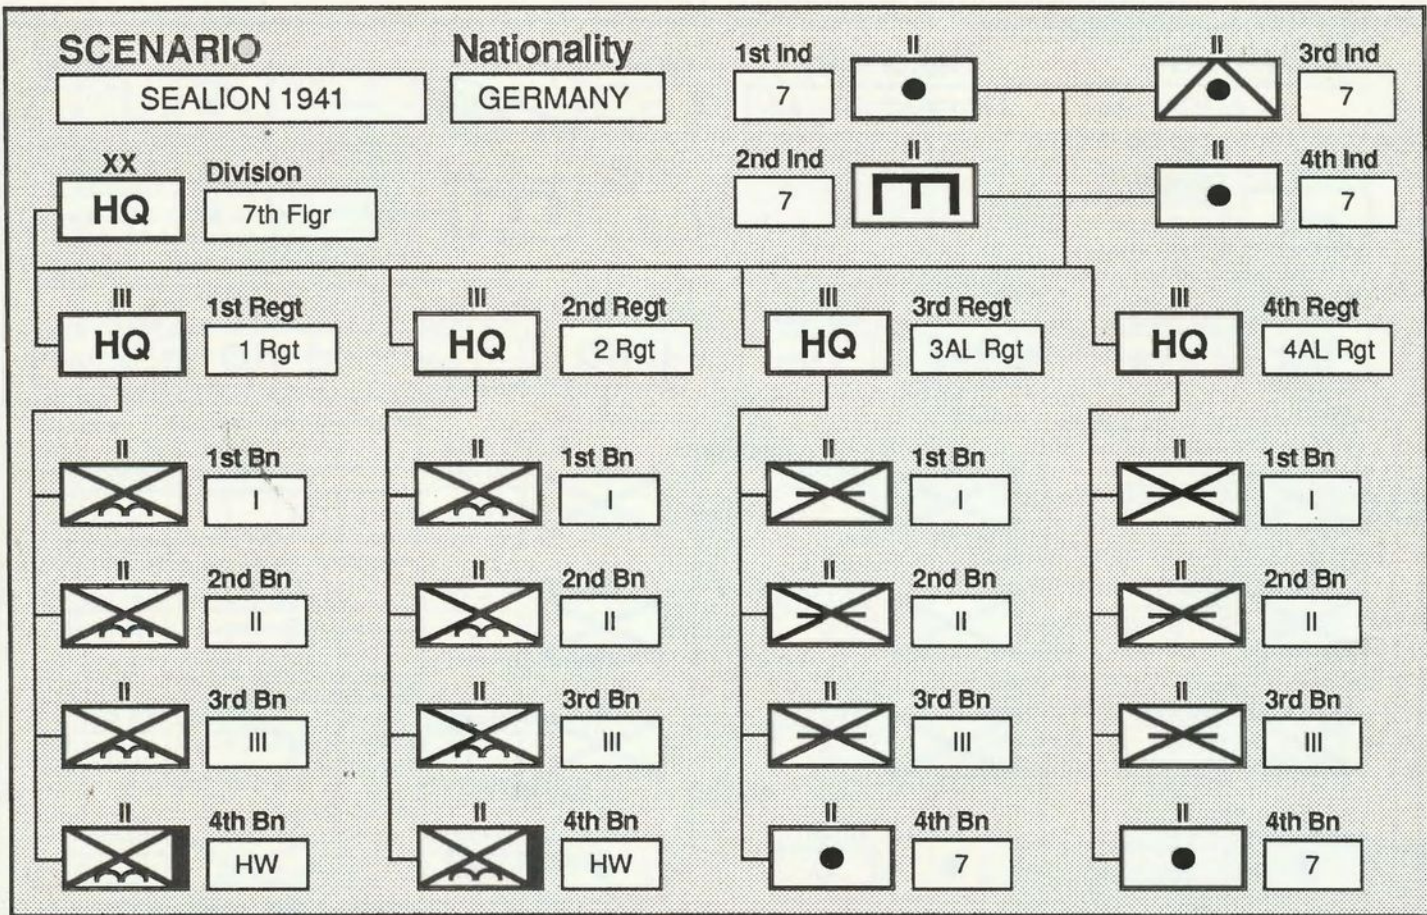 SCENARIO Nationality
SEALION 1941 GERMANY
1st Ind II II 3rd Ind
7 7
2nd Ind II II 4th Ind
7 7
XX Division
HQ 7th Flgr
III 1st Regt III 2nd Regt III 3rd Regt III 4th Regt
HQ 1 Rgt HQ 2 Rgt HQ 3AL Rgt HQ 4AL Rgt
II 1st Bn II 1st Bn II 1st Bn II 1st Bn
I I I I
II 2nd Bn II 2nd Bn II 2nd Bn II 2nd Bn
II II II II
II 3rd Bn II 3rd Bn II 3rd Bn II 3rd Bn
III III III III
II 4th Bn II 4th Bn II 4th Bn II 4th Bn
HW HW 7 7